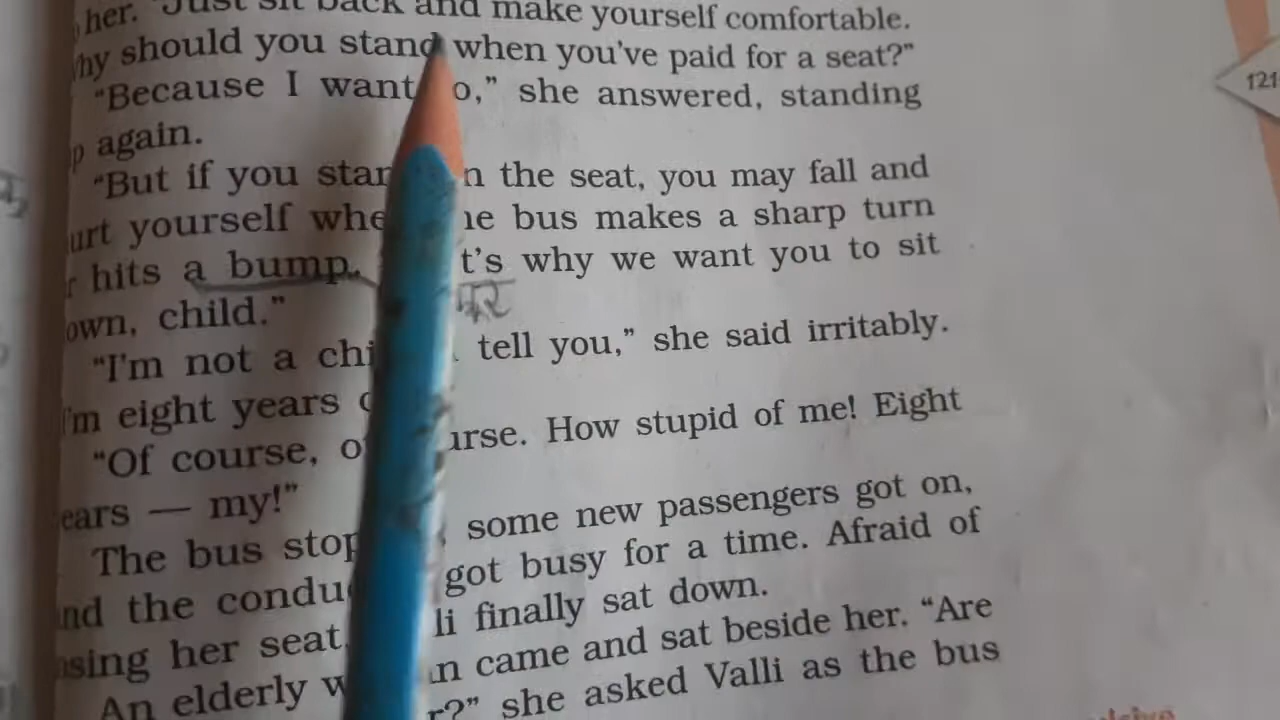 her. "Just sit back and make yourself comfortable.
hy should you stand when you've paid for a seat?"
"Because I want o," she answered, standing
p again.
"But if you stan n the seat, you may fall and
urt yourself whe he bus makes a sharp turn
r hits a bump. t's why we want you to sit
own, child."
"I'm not a chi tell you," she said irritably.
I'm eight years
"Of course, of urse. How stupid of me! Eight
ears — my!"
The bus stop some new passengers got on,
nd the condu got busy for a time. Afraid of
osing her seat, li finally sat down.
An elderly w n came and sat beside her. "Are
r?" she asked Valli as the bus
121